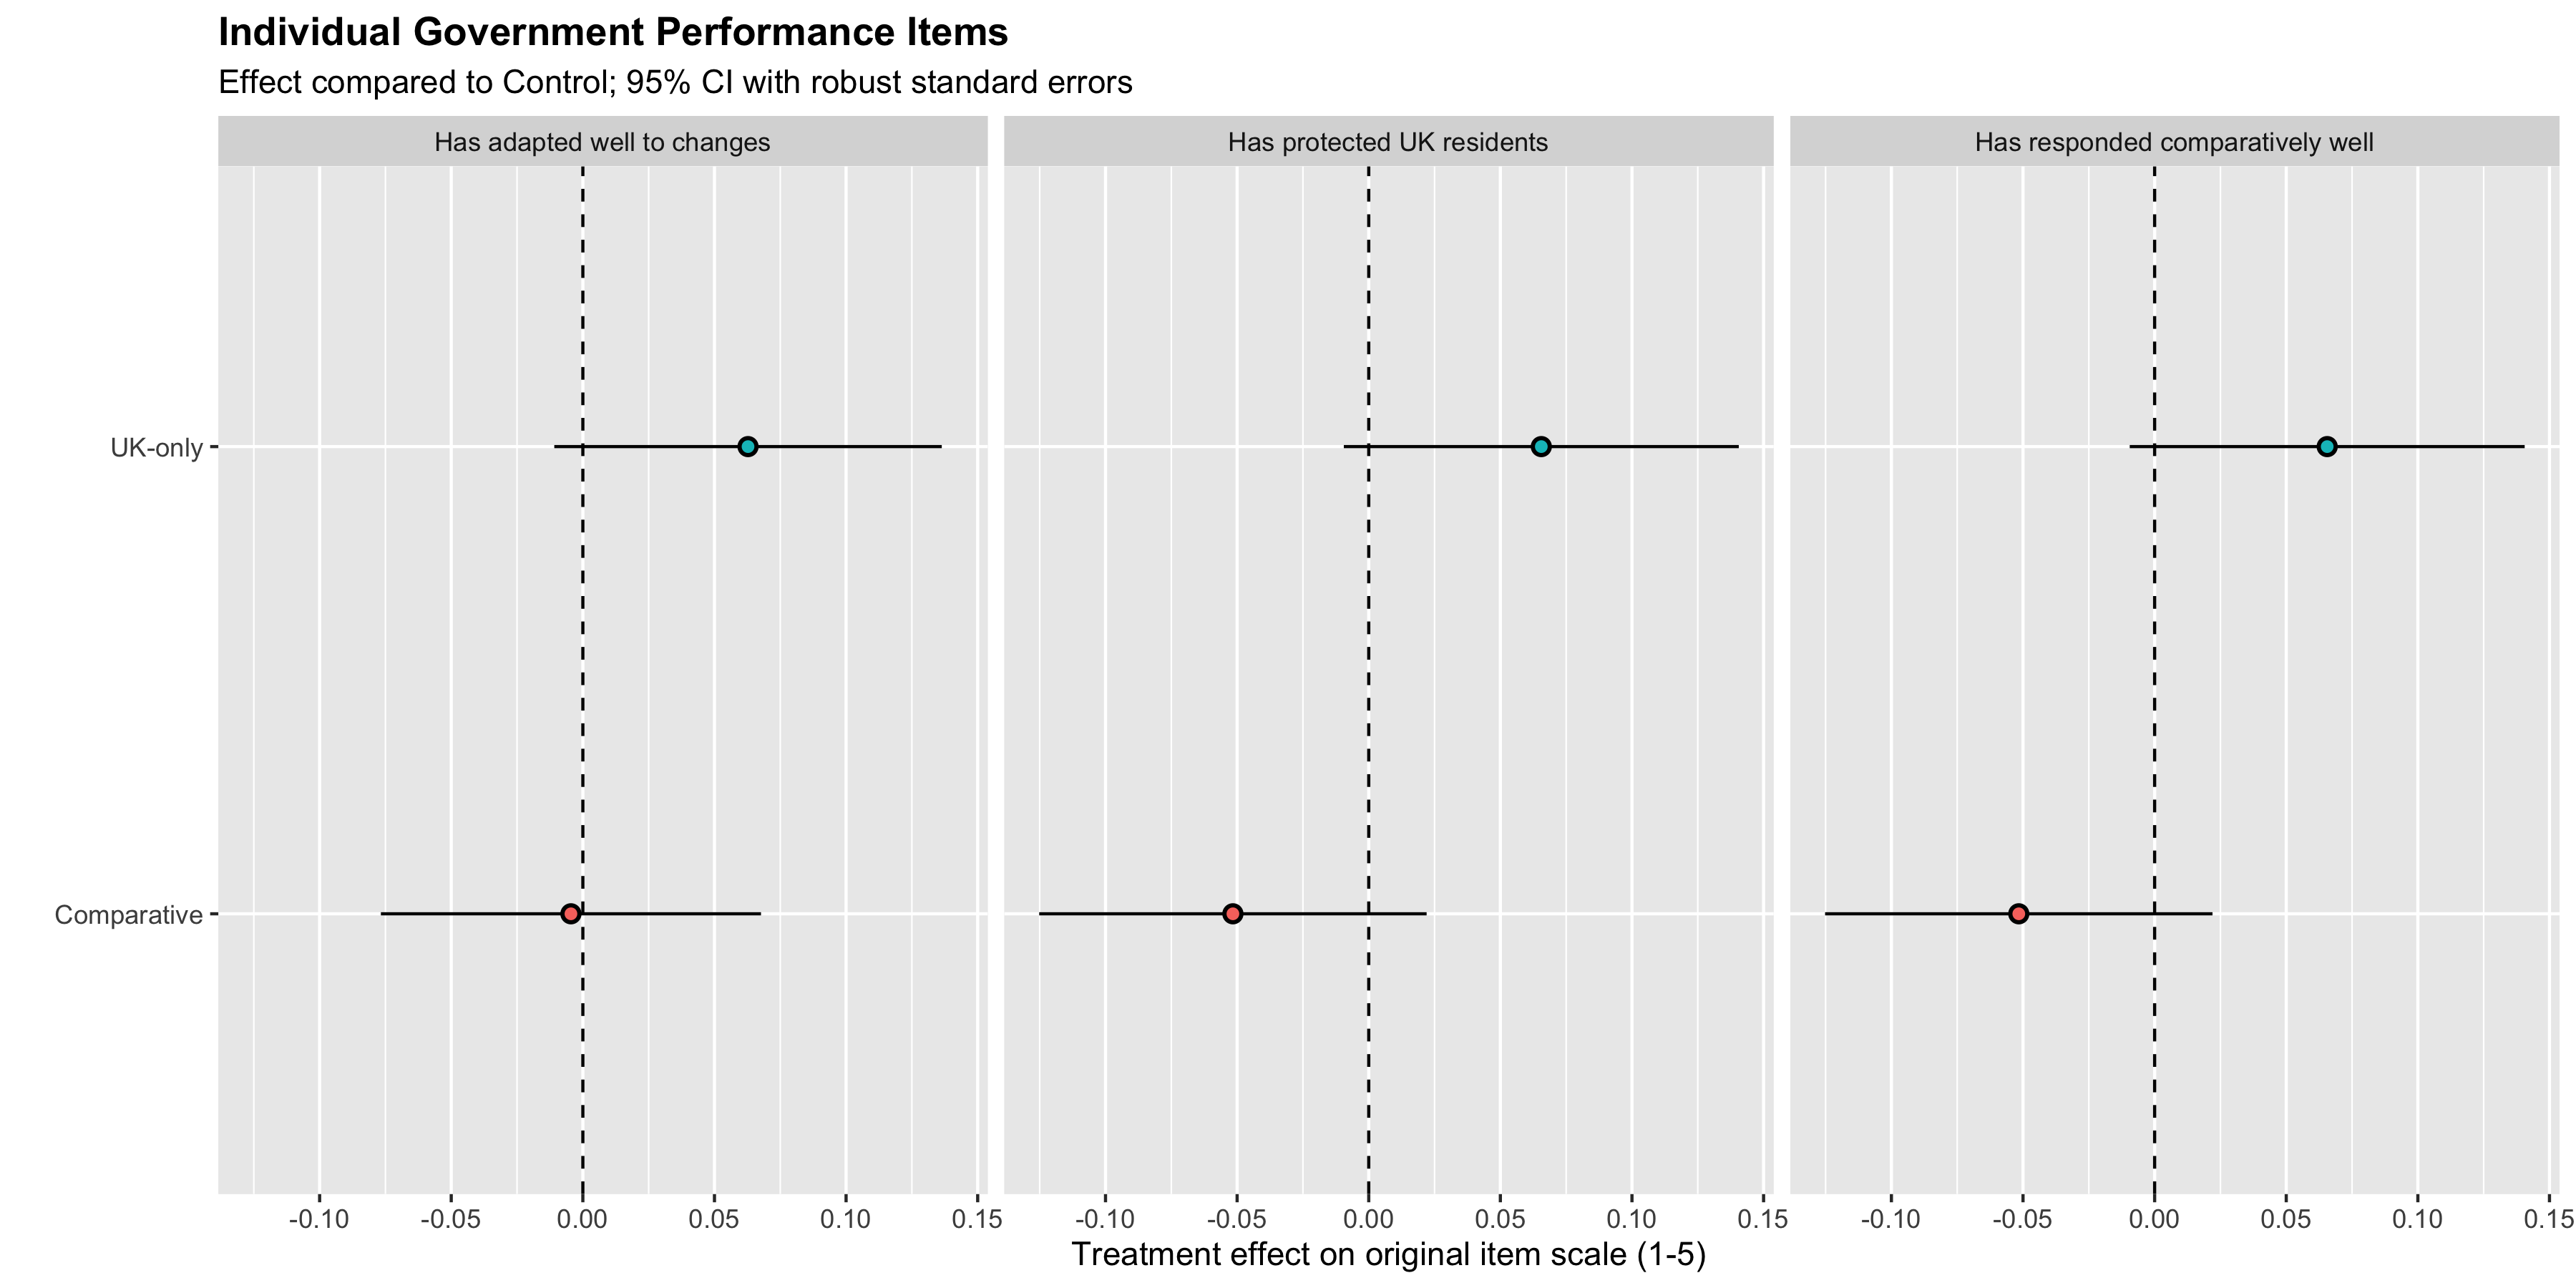 Individual Government Performance Items
Effect compared to Control; 95% CI with robust standard errors
Has adapted well to changes
Has protected UK residents
Has responded comparatively well
UK-only
Comparative
-0.10 -0.05 0.00 0.05 0.10 0.15 -0.10 -0.05 0.00 0.05 0.10 0.15 -0.10 -0.05 0.00 0.05 0.10 0.15
Treatment effect on original item scale (1-5)